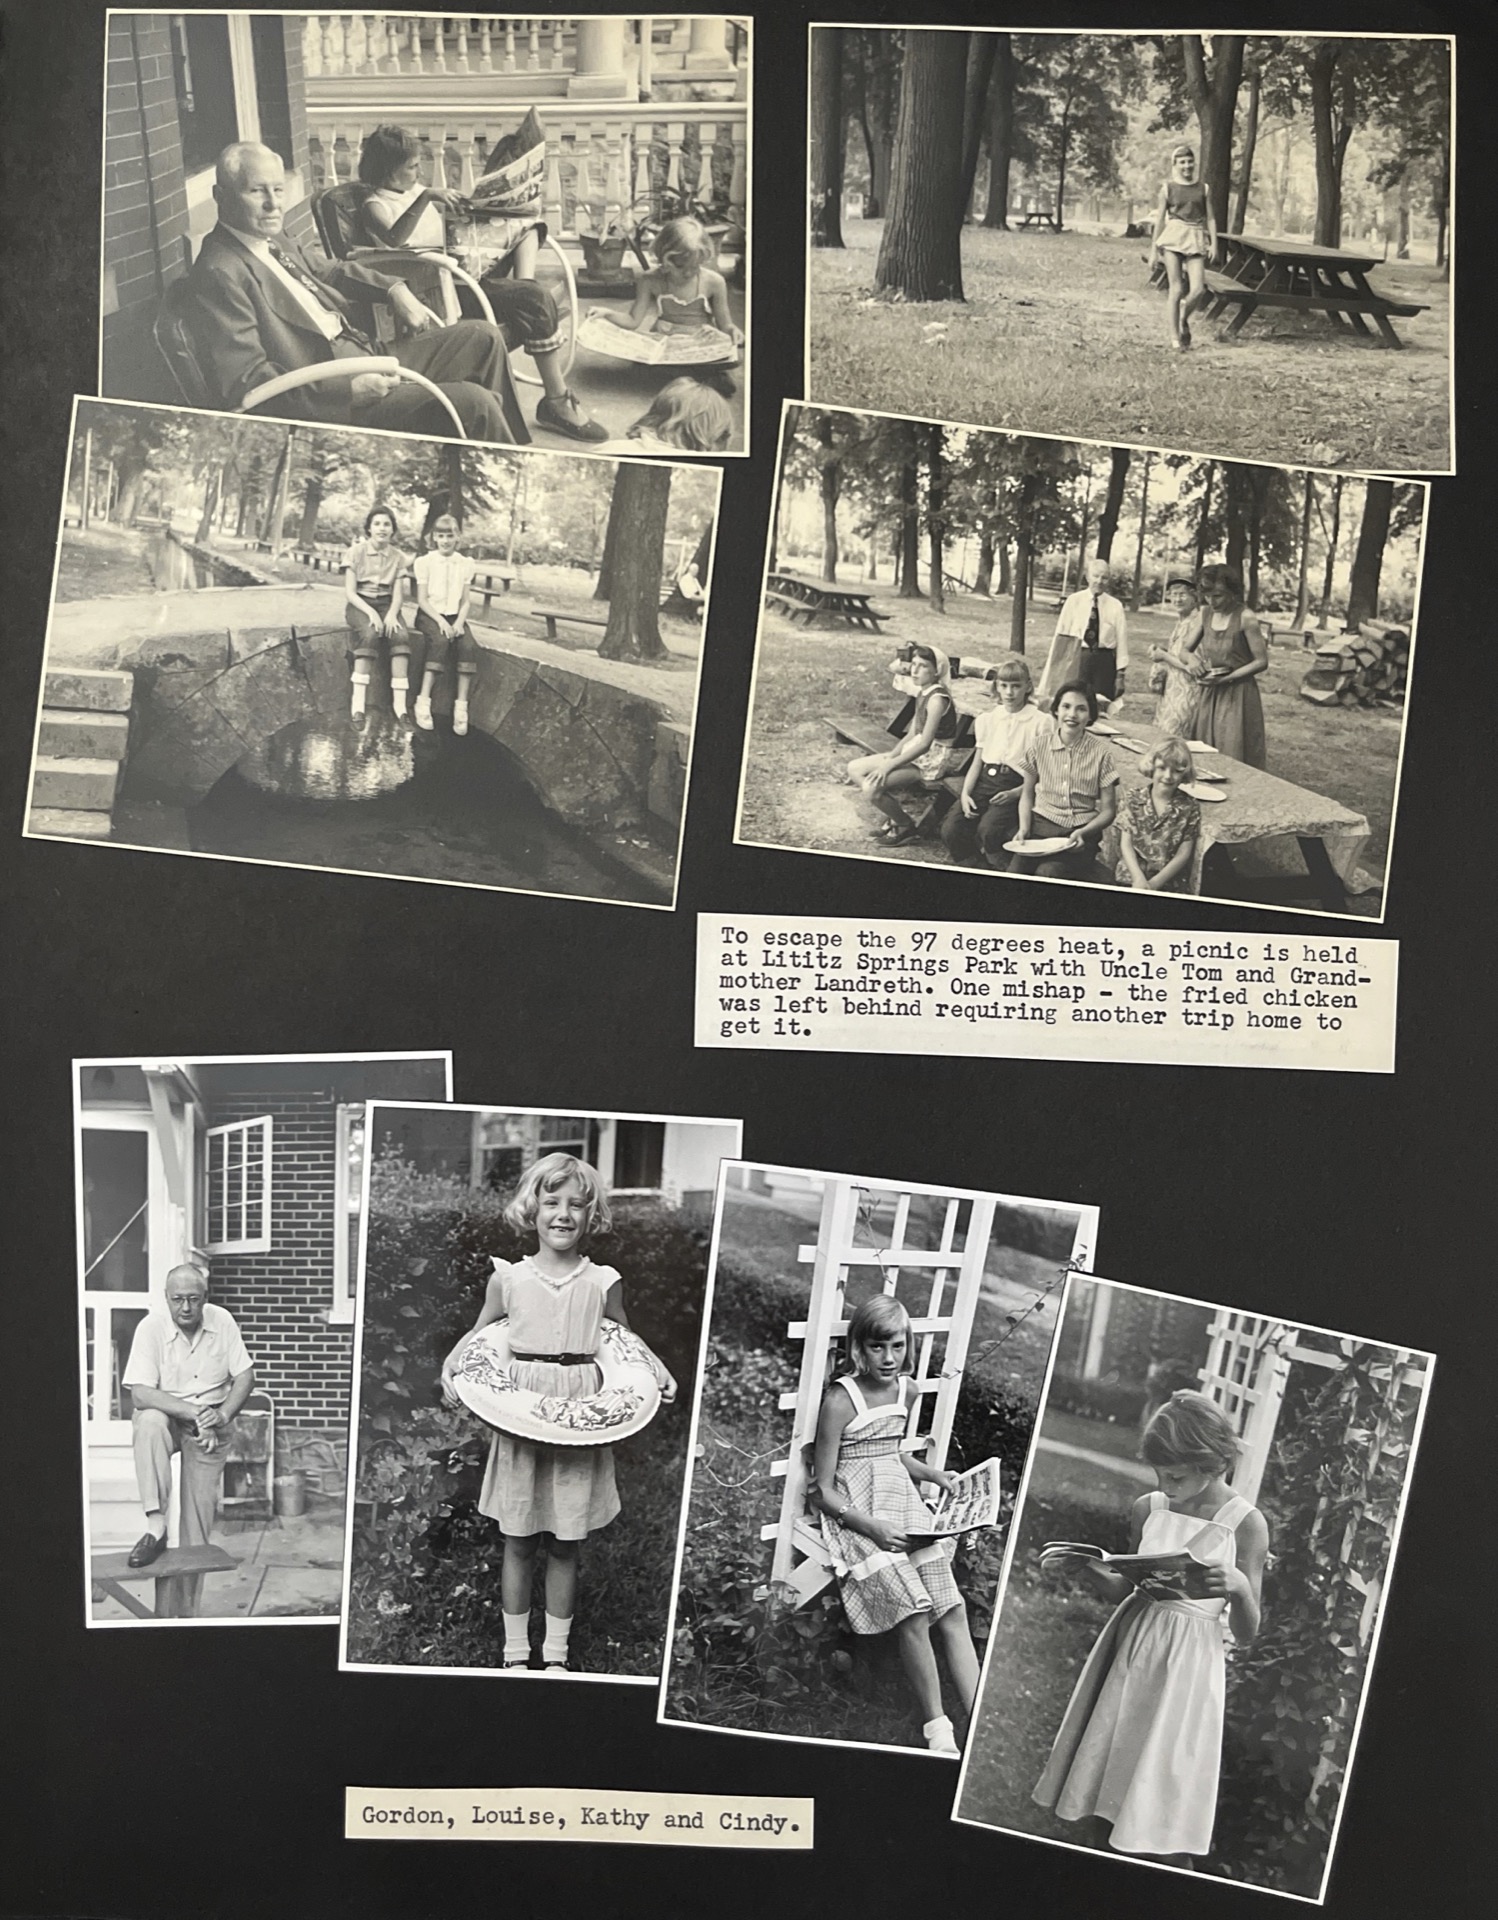 To escape the 97 degrees heat, a picnic is held
at Lititz Springs Park with Uncle Tom and Grand-
mother Landreth. One mishap - the fried chicken
was left behind requiring another trip home to
get it.
Gordon, Louise, Kathy and Cindy.